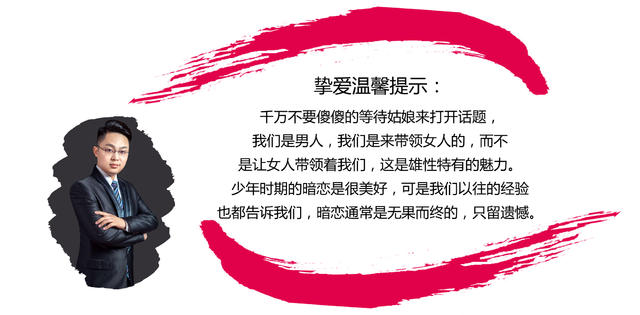 挚爱温馨提示：
千万不要傻傻的等待姑娘来打开话题，
我们是男人，我们是来带领女人的，而不
是让女人带领着我们，这是雄性特有的魅力。
少年时期的暗恋是很美好，可是我们以往的经验
也都告诉我们，暗恋通常是无果而终的，只留遗憾。